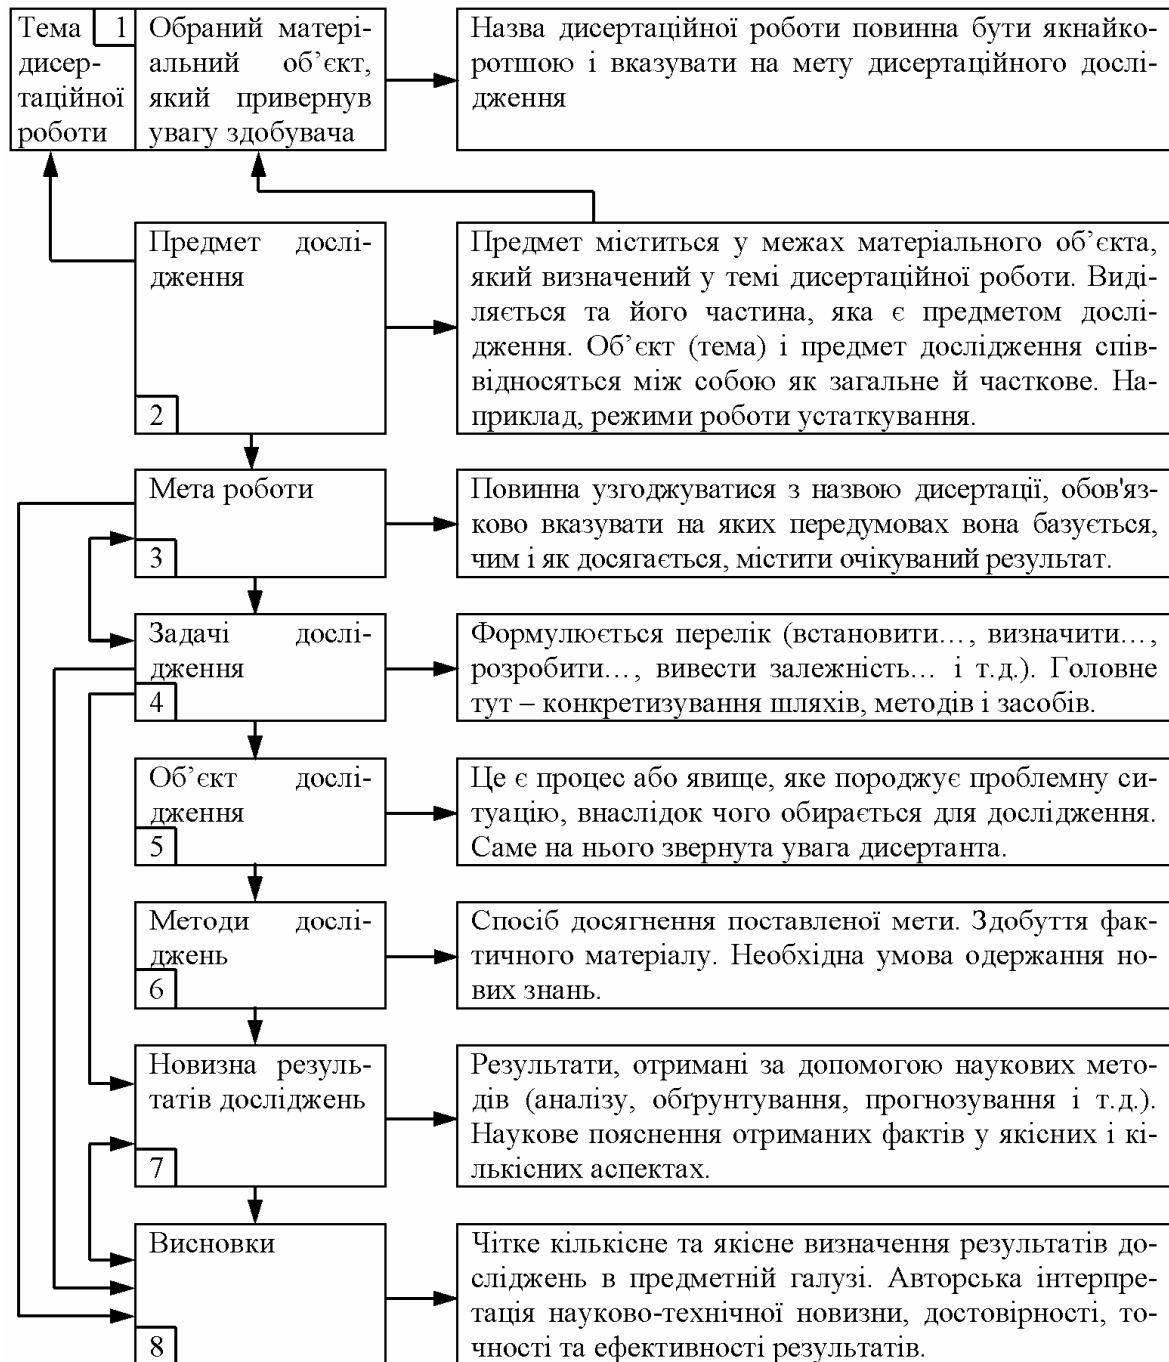 Тема
дисер-
таційної
роботи
1
Обраний матері-
альний об’єкт,
який привернув
увагу здобувача
Назва дисертаційної роботи повинна бути якнайко-
ротшою і вказувати на мету дисертаційного дослі-
дження
Предмет дослі-
дження
2
Предмет міститься у межах матеріального об’єкта,
який визначений у темі дисертаційної роботи. Виді-
ляється та його частина, яка є предметом дослі-
дження. Об’єкт (тема) і предмет дослідження спів-
відносяться між собою як загальне й часткове. На-
приклад, режими роботи устаткування.
Мета роботи
3
Повинна узгоджуватися з назвою дисертації, обов'яз-
ково вказувати на яких передумовах вона базується,
чим і як досягається, містити очікуваний результат.
Задачі дослі-
дження
4
Формулюється перелік (встановити…, визначити…,
розробити…, вивести залежність… і т.д.). Головне
тут – конкретизування шляхів, методів і засобів.
Об’єкт дослі-
дження
5
Це є процес або явище, яке породжує проблемну си-
туацію, внаслідок чого обирається для дослідження.
Саме на нього звернута увага дисертанта.
Методи дослі-
джень
6
Спосіб досягнення поставленої мети. Здобуття фак-
тичного матеріалу. Необхідна умова одержання но-
вих знань.
Новизна резуль-
татів досліджень
7
Результати, отримані за допомогою наукових мето-
дів (аналізу, обґрунтування, прогнозування і т.д.).
Наукове пояснення отриманих фактів у якісних і кі-
лькісних аспектах.
Висновки
8
Чітке кількісне та якісне визначення результатів до-
сліджень в предметній галузі. Авторська інтерпре-
тація науково-технічної новизни, достовірності, то-
чності та ефективності результатів.